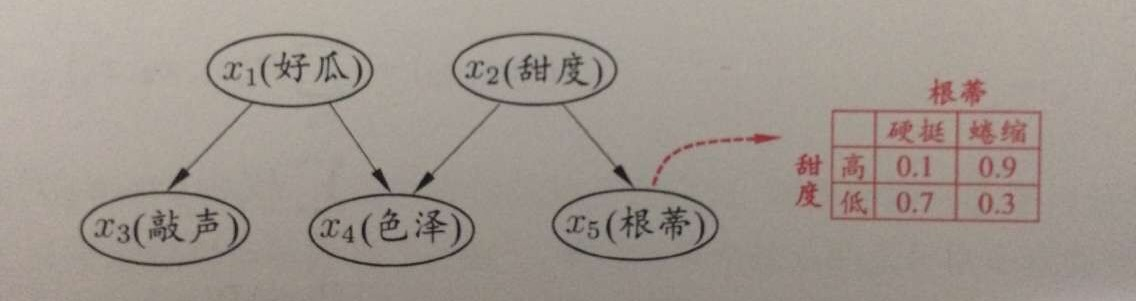 x₁(好瓜) x₂(甜度)
x₃(敲声) x₄(色泽) x₅(根蒂)
根蒂
硬挺 蜷缩
甜度
高 0.1 0.9
低 0.7 0.3